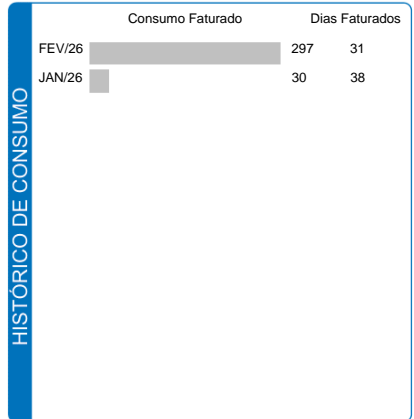 HISTÓRICO DE CONSUMO
Consumo Faturado Dias Faturados
FEV/26 297 31
JAN/26 30 38